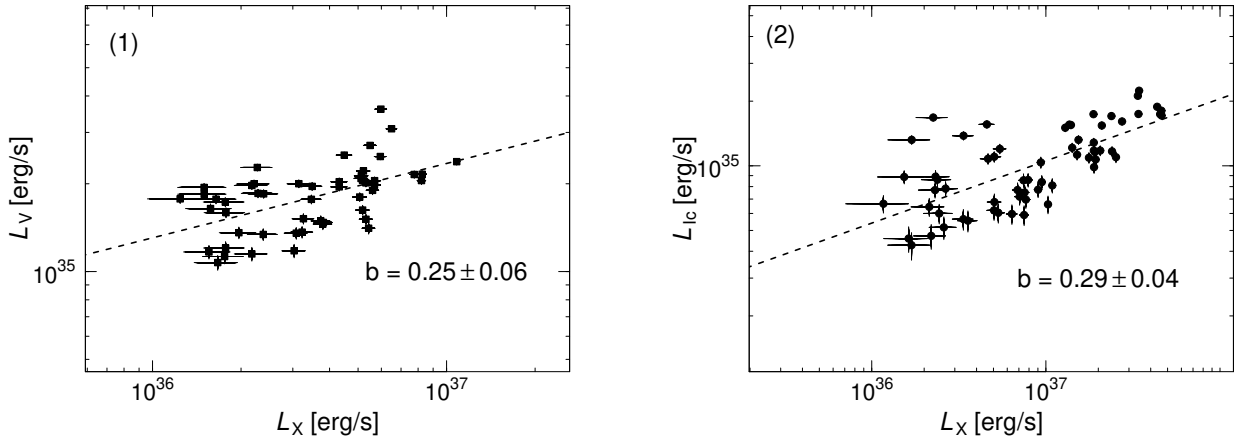 (1)
L_V [erg/s]
10^35
b = 0.25 ± 0.06
10^36
10^37
L_X [erg/s]
(2)
L_Ic [erg/s]
10^35
b = 0.29 ± 0.04
10^36
10^37
L_X [erg/s]